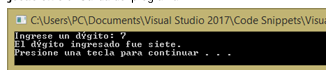 C:\Users\PC\Documents\Visual Studio 2017\Code Snippets\Visua
Ingrese un dýgito: 7
El dýgito ingresado fue siete.
Presione una tecla para continuar . . .